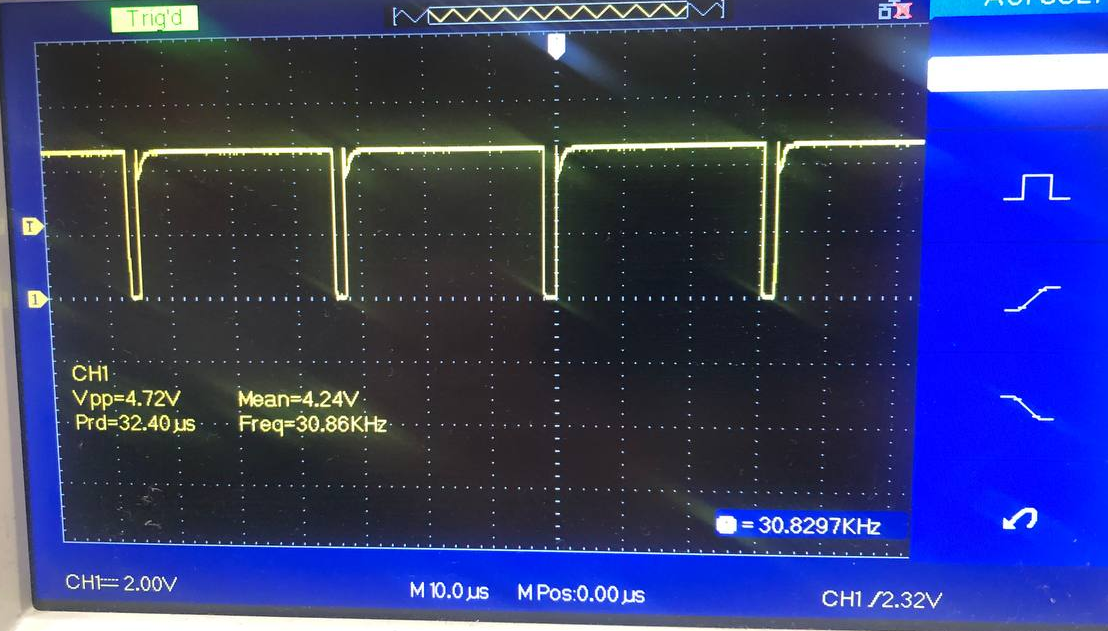 Trig'd
T
1
CH1
Vpp=4.72V Mean=4.24V
Prd=32.40µs Freq=30.86KHz
= 30.8297KHz
CH1 2.00V M 10.0µs M Pos:0.00µs CH1 /2.32V